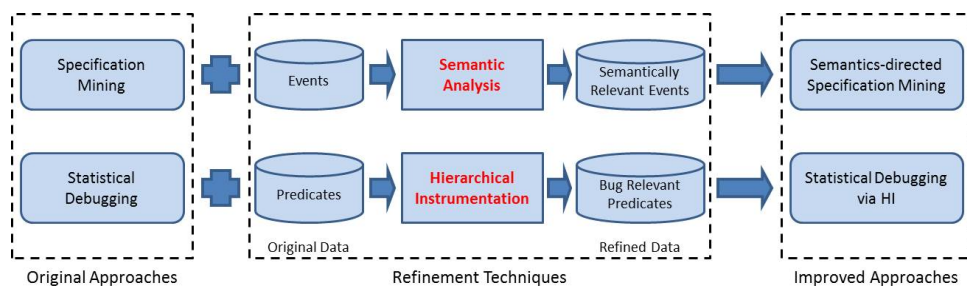 Specification
Mining
Events
Semantic
Analysis
Semantically
Relevant Events
Semantics-directed
Specification Mining
Statistical
Debugging
Predicates
Hierarchical
Instrumentation
Bug Relevant
Predicates
Statistical Debugging
via HI
Original Data
Refined Data
Original Approaches
Refinement Techniques
Improved Approaches